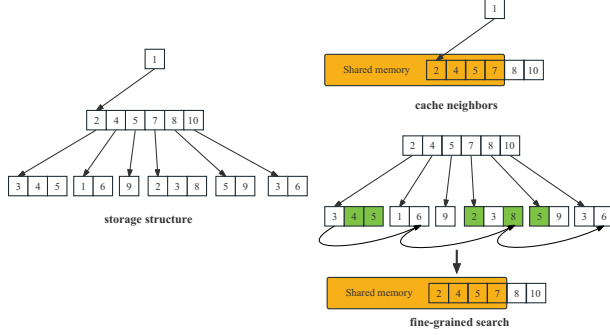 1
2 4 5 7 8 10
3 4 5 1 6 9 2 3 8 5 9 3 6
storage structure
1
Shared memory 2 4 5 7 8 10
cache neighbors
2 4 5 7 8 10
3 4 5 1 6 9 2 3 8 5 9 3 6
Shared memory 2 4 5 7 8 10
fine-grained search